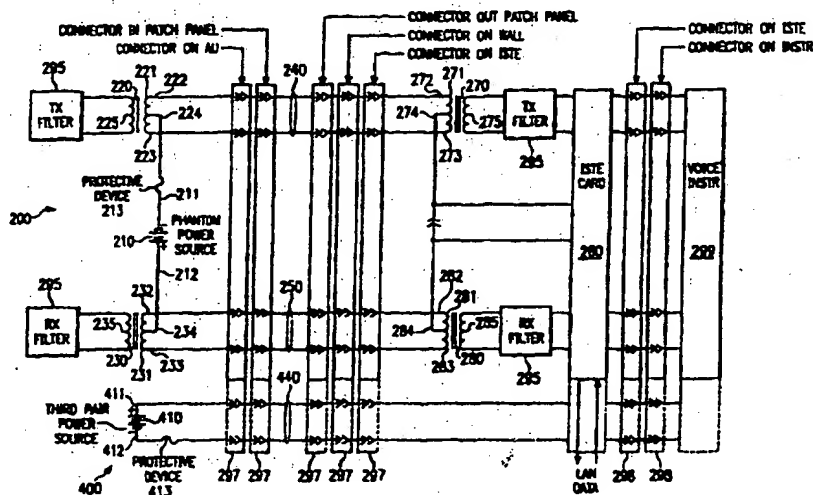 CONNECTOR IN PATCH PANEL
CONNECTOR ON AU
CONNECTOR OUT PATCH PANEL
CONNECTOR ON WALL
CONNECTOR ON ISTE
CONNECTOR ON ISTE
CONNECTOR ON INSTR
295
220
221
222
240
272
271
270
TX
FILTER
225
224
223
274
273
275
TX
FILTER
295
PROTECTIVE
DEVICE
213
211
200
210
PHANTOM
POWER
SOURCE
212
ISTE
CARD
260
VOICE
INSTR
299
295
RX
FILTER
235
232
234
230
231
233
250
282
281
284
285
283
280
RX
FILTER
295
THIRD PAIR
POWER
SOURCE
411
410
412
440
400
PROTECTIVE
DEVICE
413
297
297
297
297
297
LAN
DATA
298
298